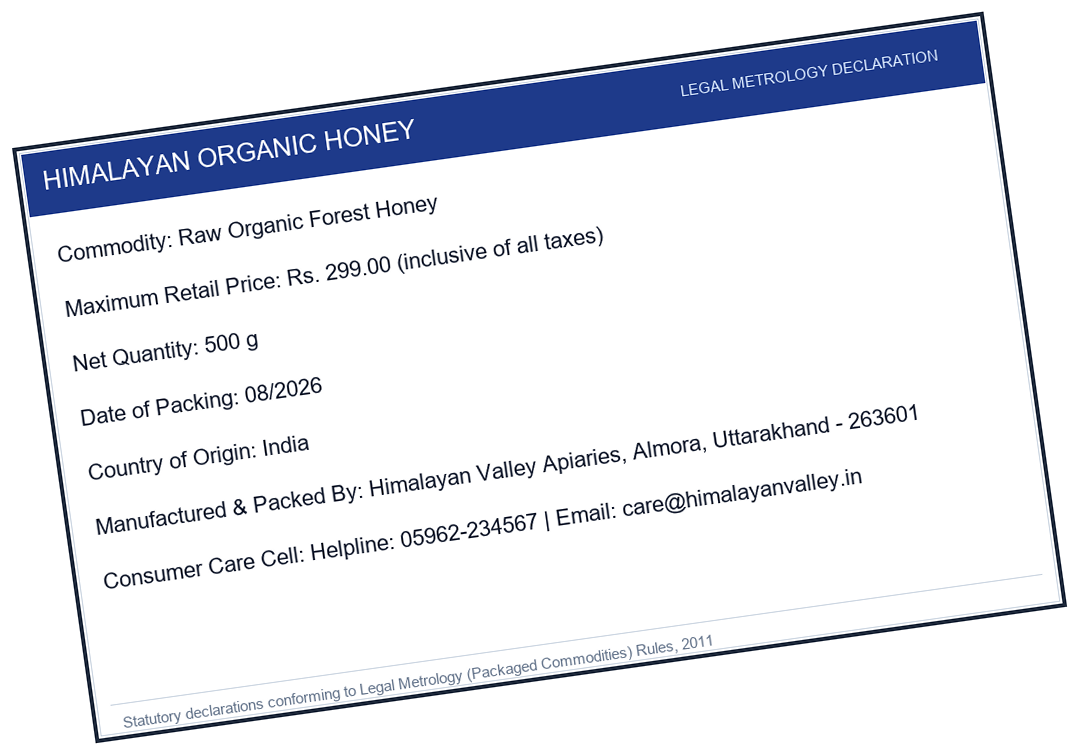 HIMALAYAN ORGANIC HONEY
LEGAL METROLOGY DECLARATION
Commodity: Raw Organic Forest Honey
Maximum Retail Price: Rs. 299.00 (inclusive of all taxes)
Net Quantity: 500 g
Date of Packing: 08/2026
Country of Origin: India
Manufactured & Packed By: Himalayan Valley Apiaries, Almora, Uttarakhand - 263601
Consumer Care Cell: Helpline: 05962-234567 | Email: care@himalayanvalley.in
Statutory declarations conforming to Legal Metrology (Packaged Commodities) Rules, 2011